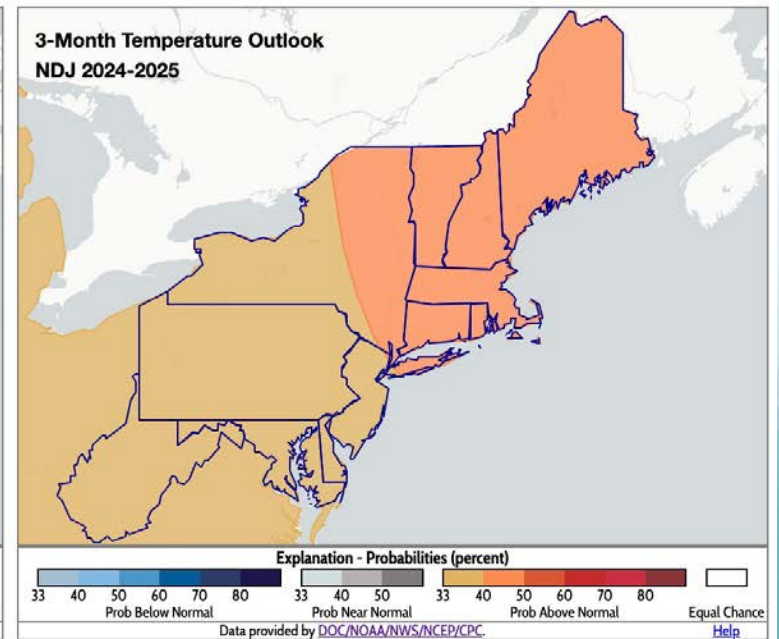 3-Month Temperature Outlook
NDJ 2024-2025
Explanation - Probabilities (percent)
33 40 50 60 70 80 33 40 50 33 40 50 60 70 80
Prob Below Normal Prob Near Normal Prob Above Normal Equal Chance
Data provided by DOC/NOAA/NWS/NCEP/CPC. Help